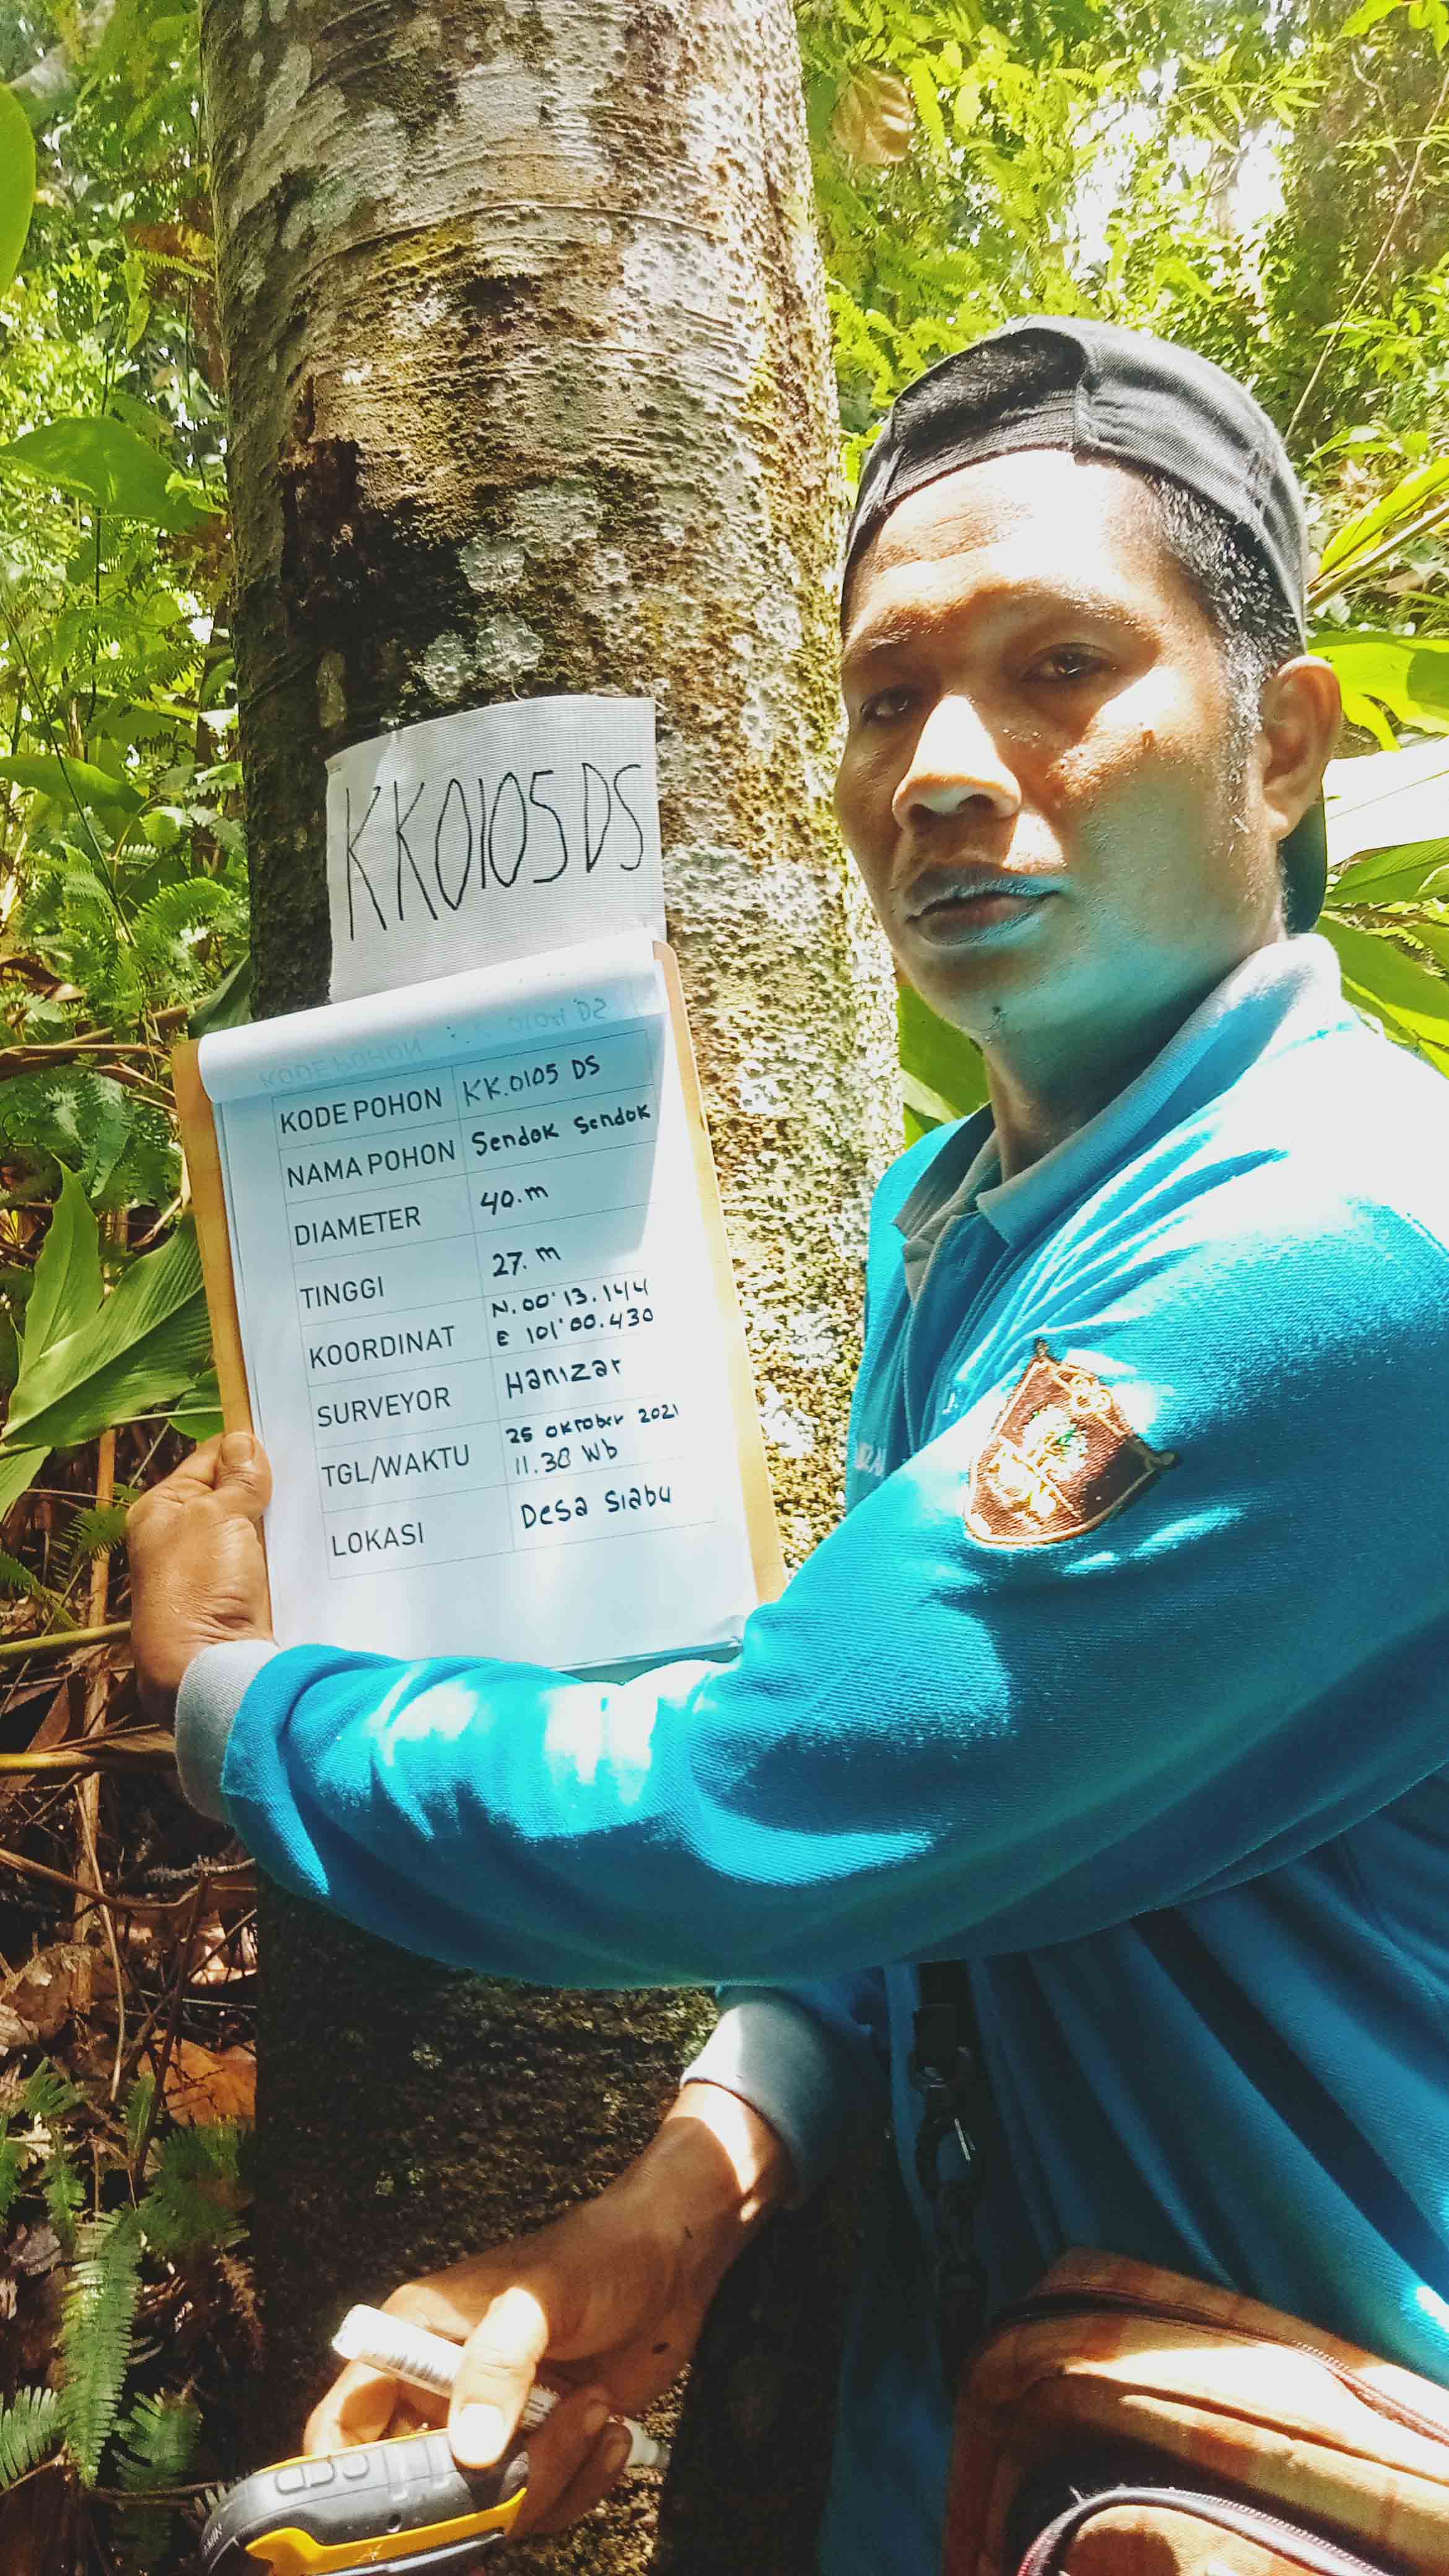 KK0105 DS
KODE POHON KK.0105 DS
NAMA POHON Sendok Sendok
DIAMETER 40.m
TINGGI 27. m
KOORDINAT N.00'13.144
E 101'00.430
SURVEYOR Hanizar
TGL/WAKTU 25 oktober 2021
11.38 Wb
LOKASI Desa Siabu